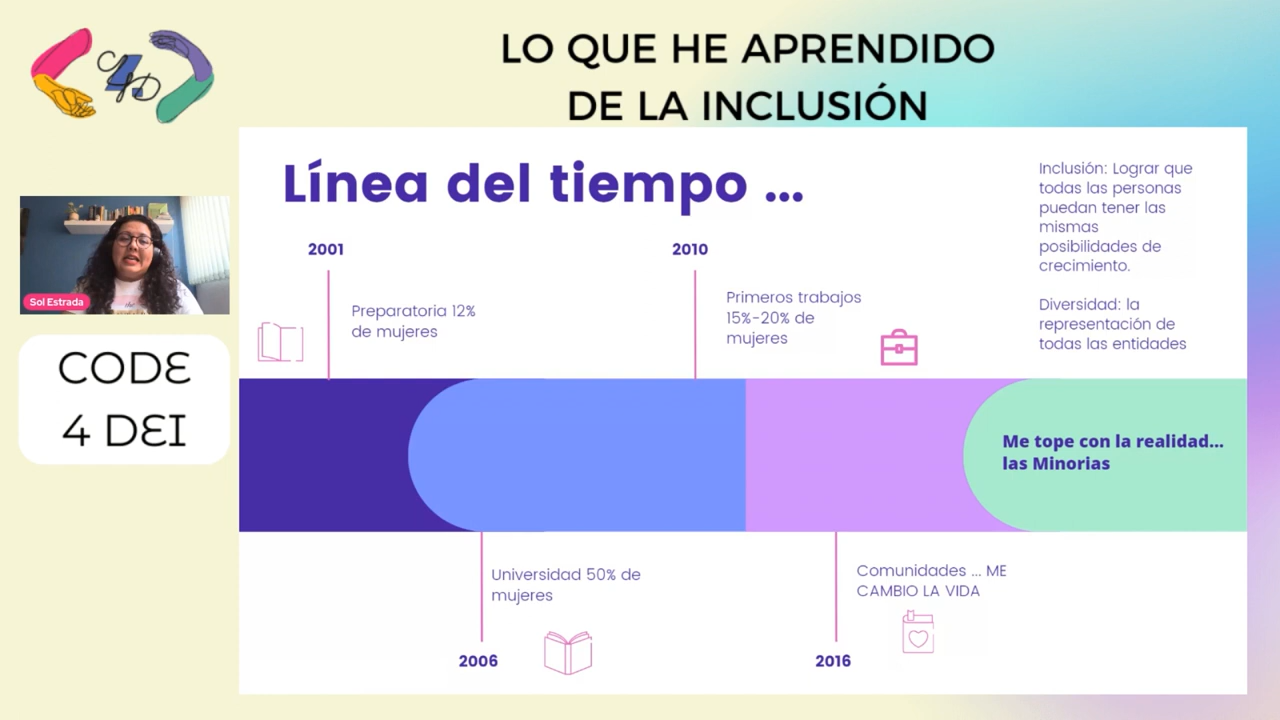 LO QUE HE APRENDIDO
DE LA INCLUSIÓN
Línea del tiempo ...
2001
Preparatoria 12%
de mujeres
2010
Primeros trabajos
15%-20% de
mujeres
Inclusión: Lograr que
todas las personas
puedan tener las
mismas
posibilidades de
crecimiento.
Diversidad: la
representación de
todas las entidades
Sol Estrada
CODE
4 DEI
Me tope con la realidad...
las Minorias
Universidad 50% de
mujeres
2006
Comunidades ... ME
CAMBIO LA VIDA
2016